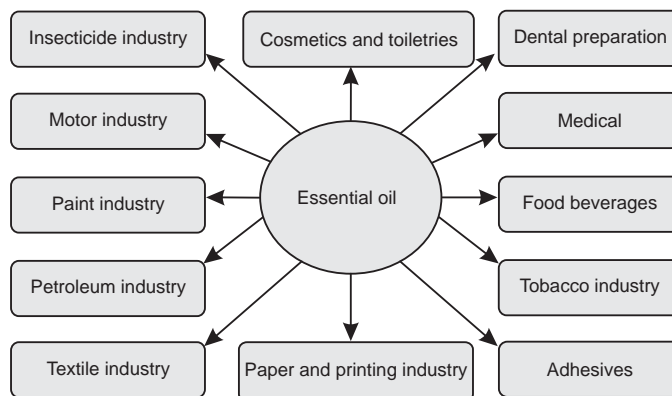 Insecticide industry
Cosmetics and toiletries
Dental preparation
Motor industry
Medical
Paint industry
Essential oil
Food beverages
Petroleum industry
Tobacco industry
Textile industry
Paper and printing industry
Adhesives